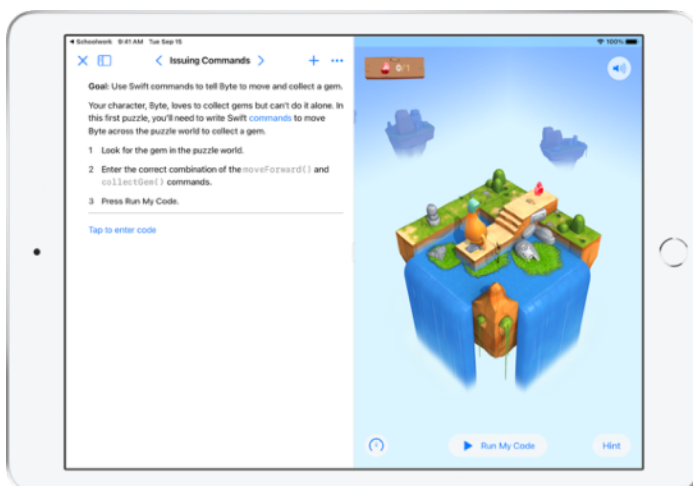 Schoolwork 9:41 AM Tue Sep 15
100%
Issuing Commands
0/1
Goal: Use Swift commands to tell Byte to move and collect a gem.
Your character, Byte, loves to collect gems but can't do it alone. In
this first puzzle, you'll need to write Swift commands to move
Byte across the puzzle world to collect a gem.
1 Look for the gem in the puzzle world.
2 Enter the correct combination of the moveForward() and
collectGem() commands.
3 Press Run My Code.
Tap to enter code
Run My Code
Hint